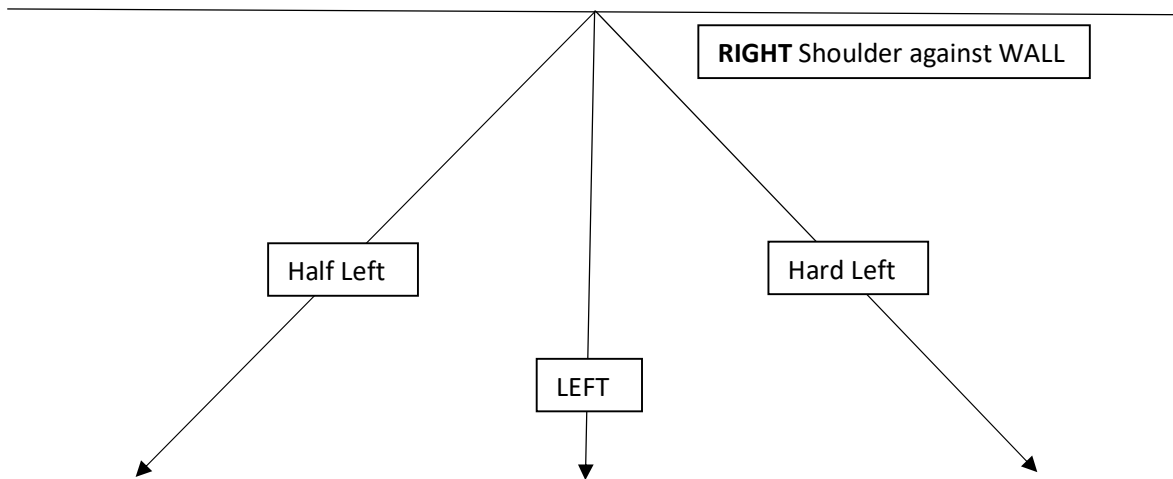 RIGHT Shoulder against WALL
Half Left
Hard Left
LEFT